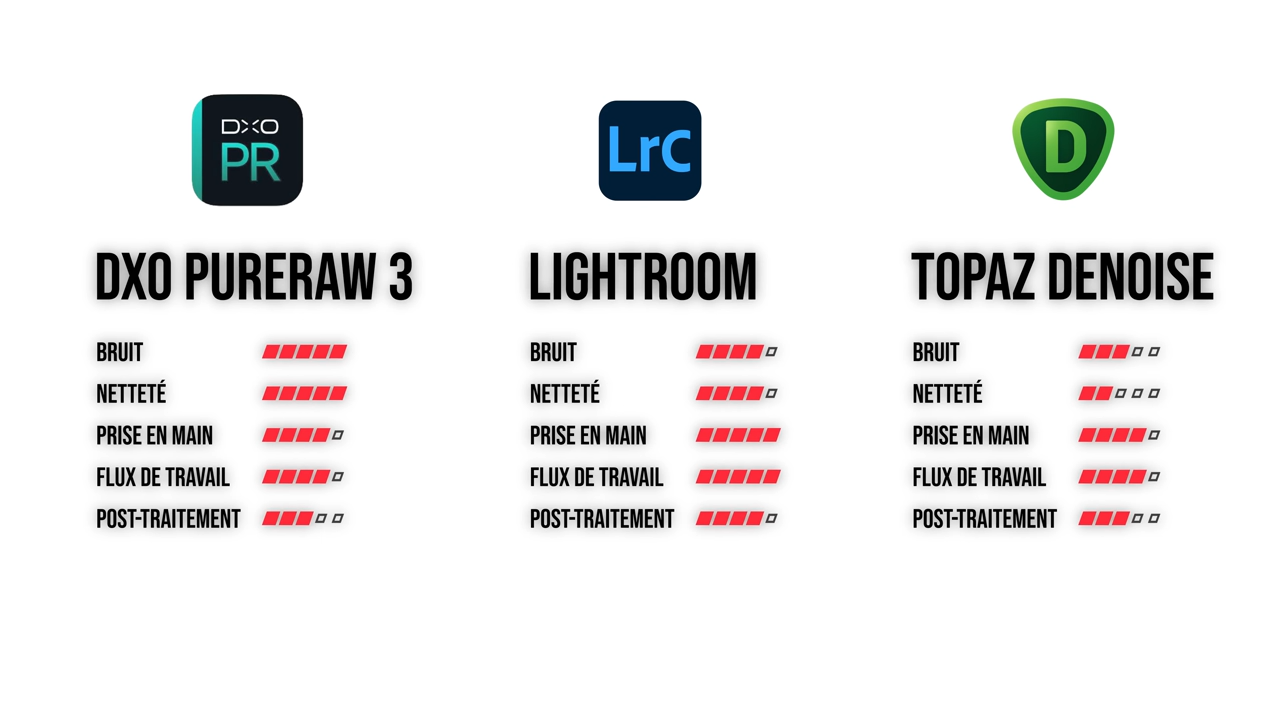 DXO
PR
LrC
D
DXO PURERAW 3
LIGHTROOM
TOPAZ DENOISE
BRUIT
NETTETÉ
PRISE EN MAIN
FLUX DE TRAVAIL
POST-TRAITEMENT
BRUIT
NETTETÉ
PRISE EN MAIN
FLUX DE TRAVAIL
POST-TRAITEMENT
BRUIT
NETTETÉ
PRISE EN MAIN
FLUX DE TRAVAIL
POST-TRAITEMENT